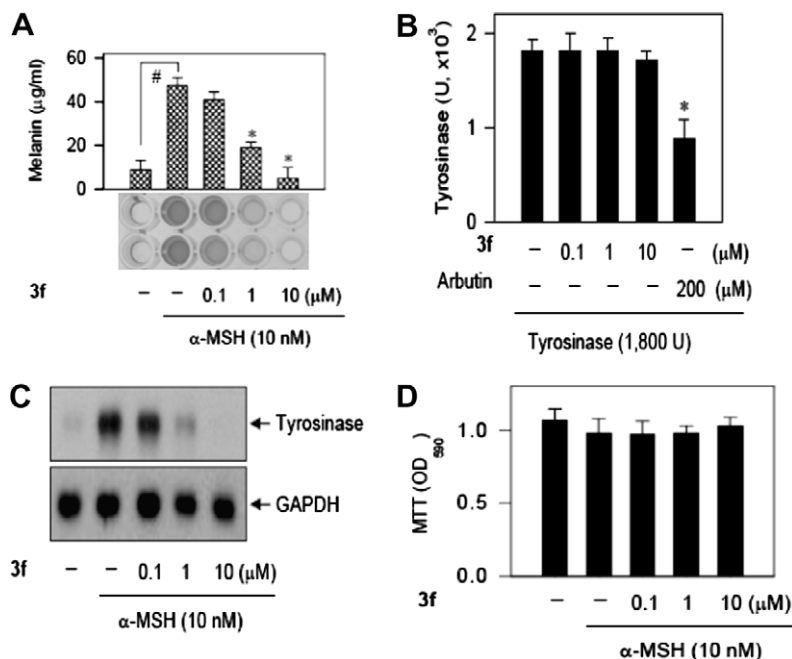 A
Melanin (μg/ml)
60
40
20
0
#
*
*
3f
– – 0.1 1 10 (μM)
α-MSH (10 nM)
B
Tyrosinase (U, x10³)
2
1
0
*
3f – 0.1 1 10 – (μM)
Arbutin – – – – 200 (μM)
Tyrosinase (1,800 U)
C
Tyrosinase
GAPDH
3f – – 0.1 1 10 (μM)
α-MSH (10 nM)
D
MTT (OD590)
1.0
0.5
0.0
3f – – 0.1 1 10 (μM)
α-MSH (10 nM)